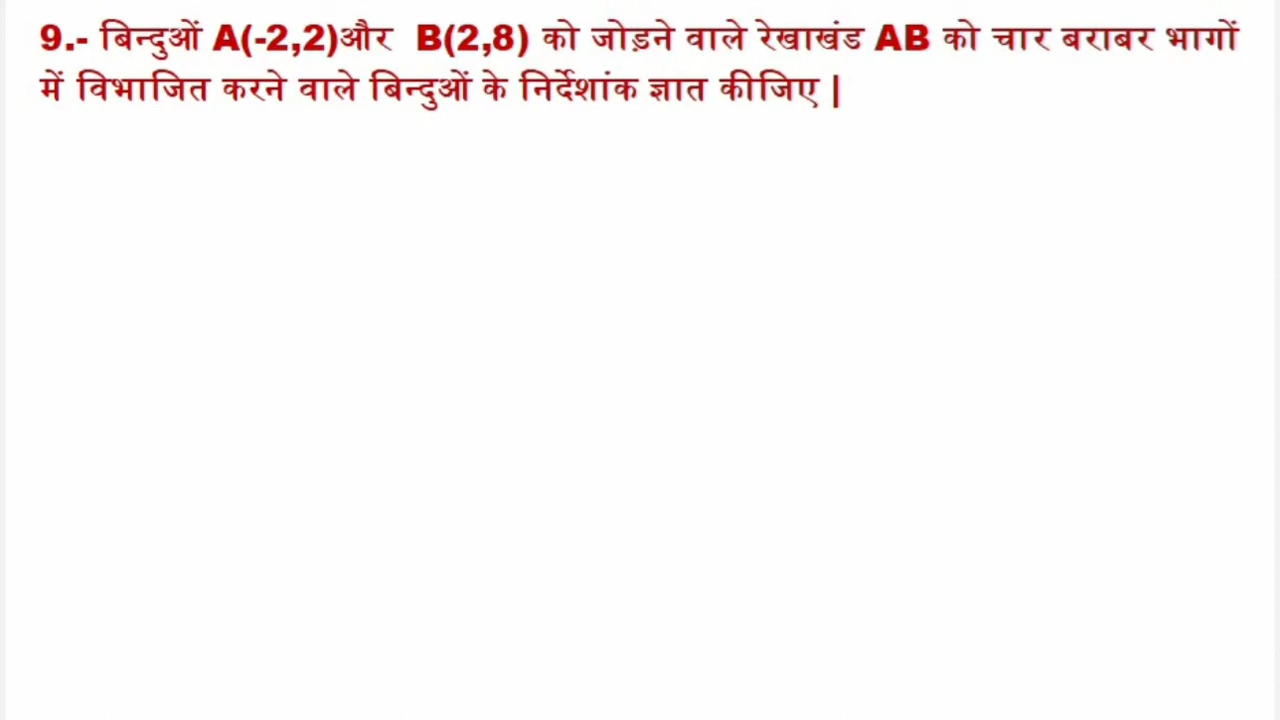 9.- बिन्दुओं A(-2,2)और B(2,8) को जोड़ने वाले रेखाखंड AB को चार बराबर भागों
में विभाजित करने वाले बिन्दुओं के निर्देशांक ज्ञात कीजिए |